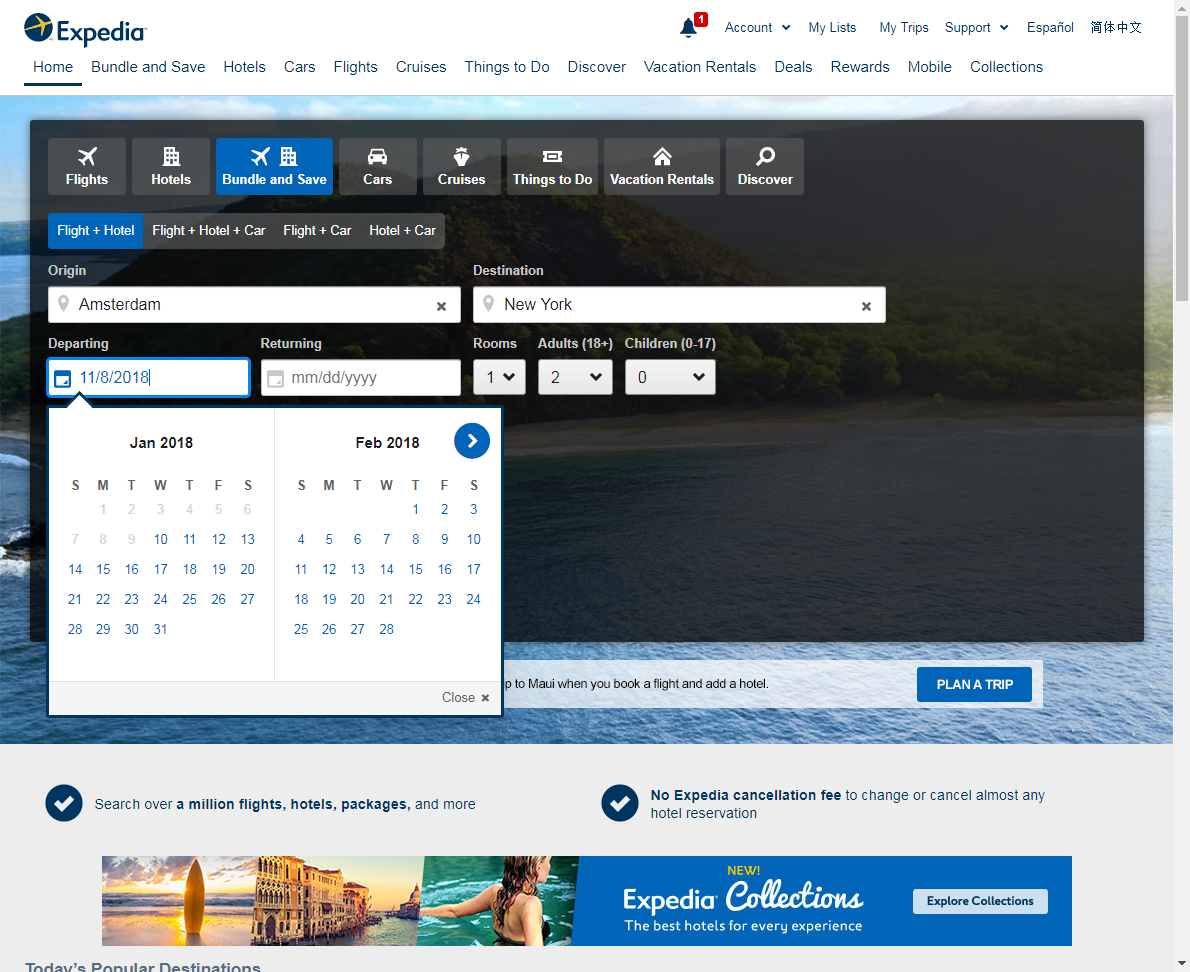 Expedia
1
Account My Lists My Trips Support Español 简体中文
Home Bundle and Save Hotels Cars Flights Cruises Things to Do Discover Vacation Rentals Deals Rewards Mobile Collections
Flights Hotels Bundle and Save Cars Cruises Things to Do Vacation Rentals Discover
Flight + Hotel Flight + Hotel + Car Flight + Car Hotel + Car
Origin Destination
Amsterdam New York
Departing Returning Rooms Adults (18+) Children (0-17)
11/8/2018 mm/dd/yyyy 1 2 0
Jan 2018 Feb 2018
S M T W T F S S M T W T F S
1 2 3 4 5 6 1 2 3
7 8 9 10 11 12 13 4 5 6 7 8 9 10
14 15 16 17 18 19 20 11 12 13 14 15 16 17
21 22 23 24 25 26 27 18 19 20 21 22 23 24
28 29 30 31 25 26 27 28
Close
p to Maui when you book a flight and add a hotel. PLAN A TRIP
Search over a million flights, hotels, packages, and more
No Expedia cancellation fee to change or cancel almost any
hotel reservation
NEW!
Expedia Collections
The best hotels for every experience
Explore Collections
Today's Popular Destinations